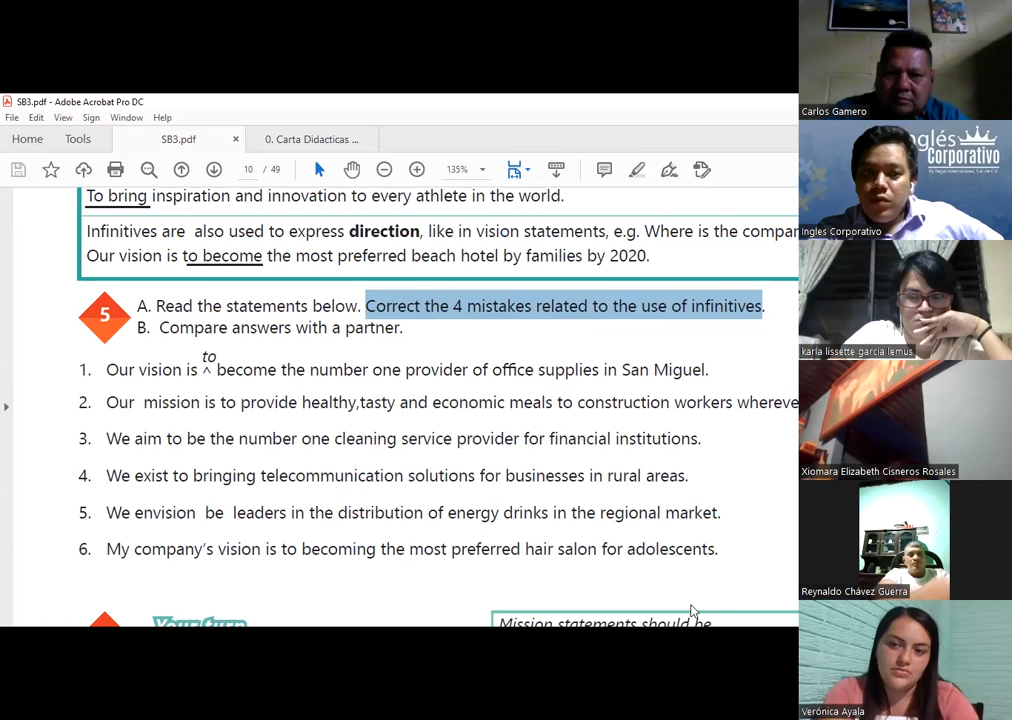 SB3.pdf - Adobe Acrobat Pro DC
File Edit View Sign Window Help
Home Tools SB3.pdf × 0. Carta Didacticas ...
10 / 49 135%
To bring inspiration and innovation to every athlete in the world.
Infinitives are also used to express direction, like in vision statements, e.g. Where is the compar
Our vision is to become the most preferred beach hotel by families by 2020.
5
A. Read the statements below. Correct the 4 mistakes related to the use of infinitives.
B. Compare answers with a partner.
to
1. Our vision is ^ become the number one provider of office supplies in San Miguel.
2. Our mission is to provide healthy,tasty and economic meals to construction workers whereve
3. We aim to be the number one cleaning service provider for financial institutions.
4. We exist to bringing telecommunication solutions for businesses in rural areas.
5. We envision be leaders in the distribution of energy drinks in the regional market.
6. My company's vision is to becoming the most preferred hair salon for adolescents.
Your turn
Mission statements should be
Carlos Gamero
Inglés
Corporativo
Ingles Corporativo
karla lissette garcia lemus
Xiomara Elizabeth Cisneros Rosales
Reynaldo Chávez Guerra
Verónica Ayala